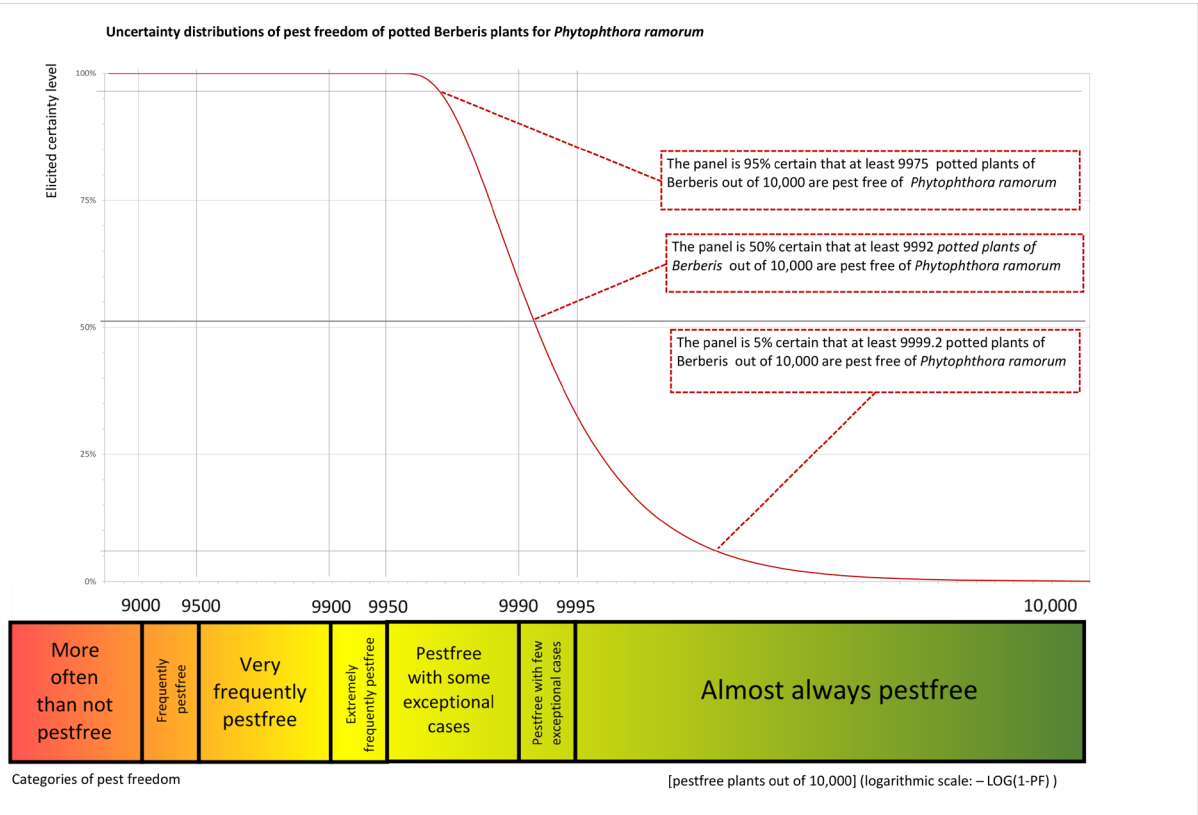 Uncertainty distributions of pest freedom of potted Berberis plants for Phytophthora ramorum
Elicited certainty level
100%
75%
50%
25%
0%
The panel is 95% certain that at least 9975 potted plants of
Berberis out of 10,000 are pest free of Phytophthora ramorum
The panel is 50% certain that at least 9992 potted plants of
Berberis out of 10,000 are pest free of Phytophthora ramorum
The panel is 5% certain that at least 9999.2 potted plants of
Berberis out of 10,000 are pest free of Phytophthora ramorum
9000 9500 9900 9950 9990 9995 10,000
More
often
than not
pestfree
Frequently
pestfree
Very
frequently
pestfree
Extremely
frequently pestfree
Pestfree
with some
exceptional
cases
Pestfree with few
exceptional cases
Almost always pestfree
Categories of pest freedom
[pestfree plants out of 10,000] (logarithmic scale: – LOG(1-PF) )